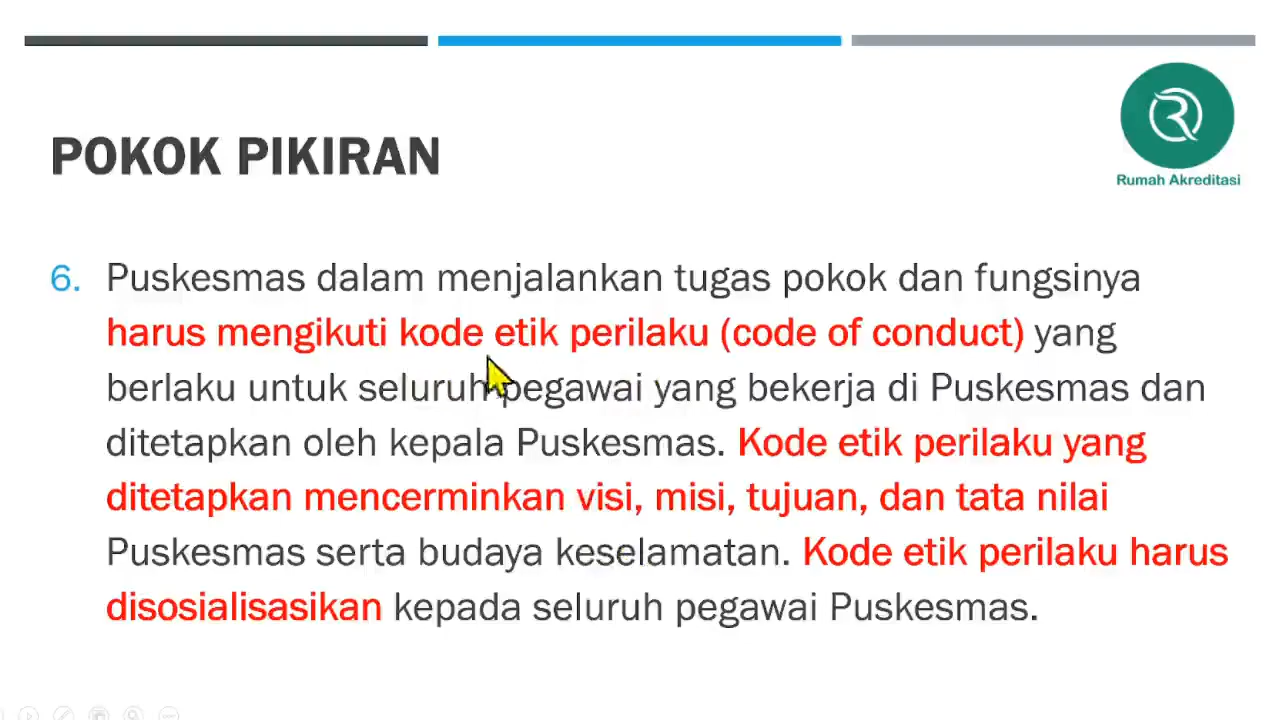 Rumah Akreditasi
POKOK PIKIRAN
6. Puskesmas dalam menjalankan tugas pokok dan fungsinya
harus mengikuti kode etik perilaku (code of conduct) yang
berlaku untuk seluruh pegawai yang bekerja di Puskesmas dan
ditetapkan oleh kepala Puskesmas. Kode etik perilaku yang
ditetapkan mencerminkan visi, misi, tujuan, dan tata nilai
Puskesmas serta budaya keselamatan. Kode etik perilaku harus
disosialisasikan kepada seluruh pegawai Puskesmas.